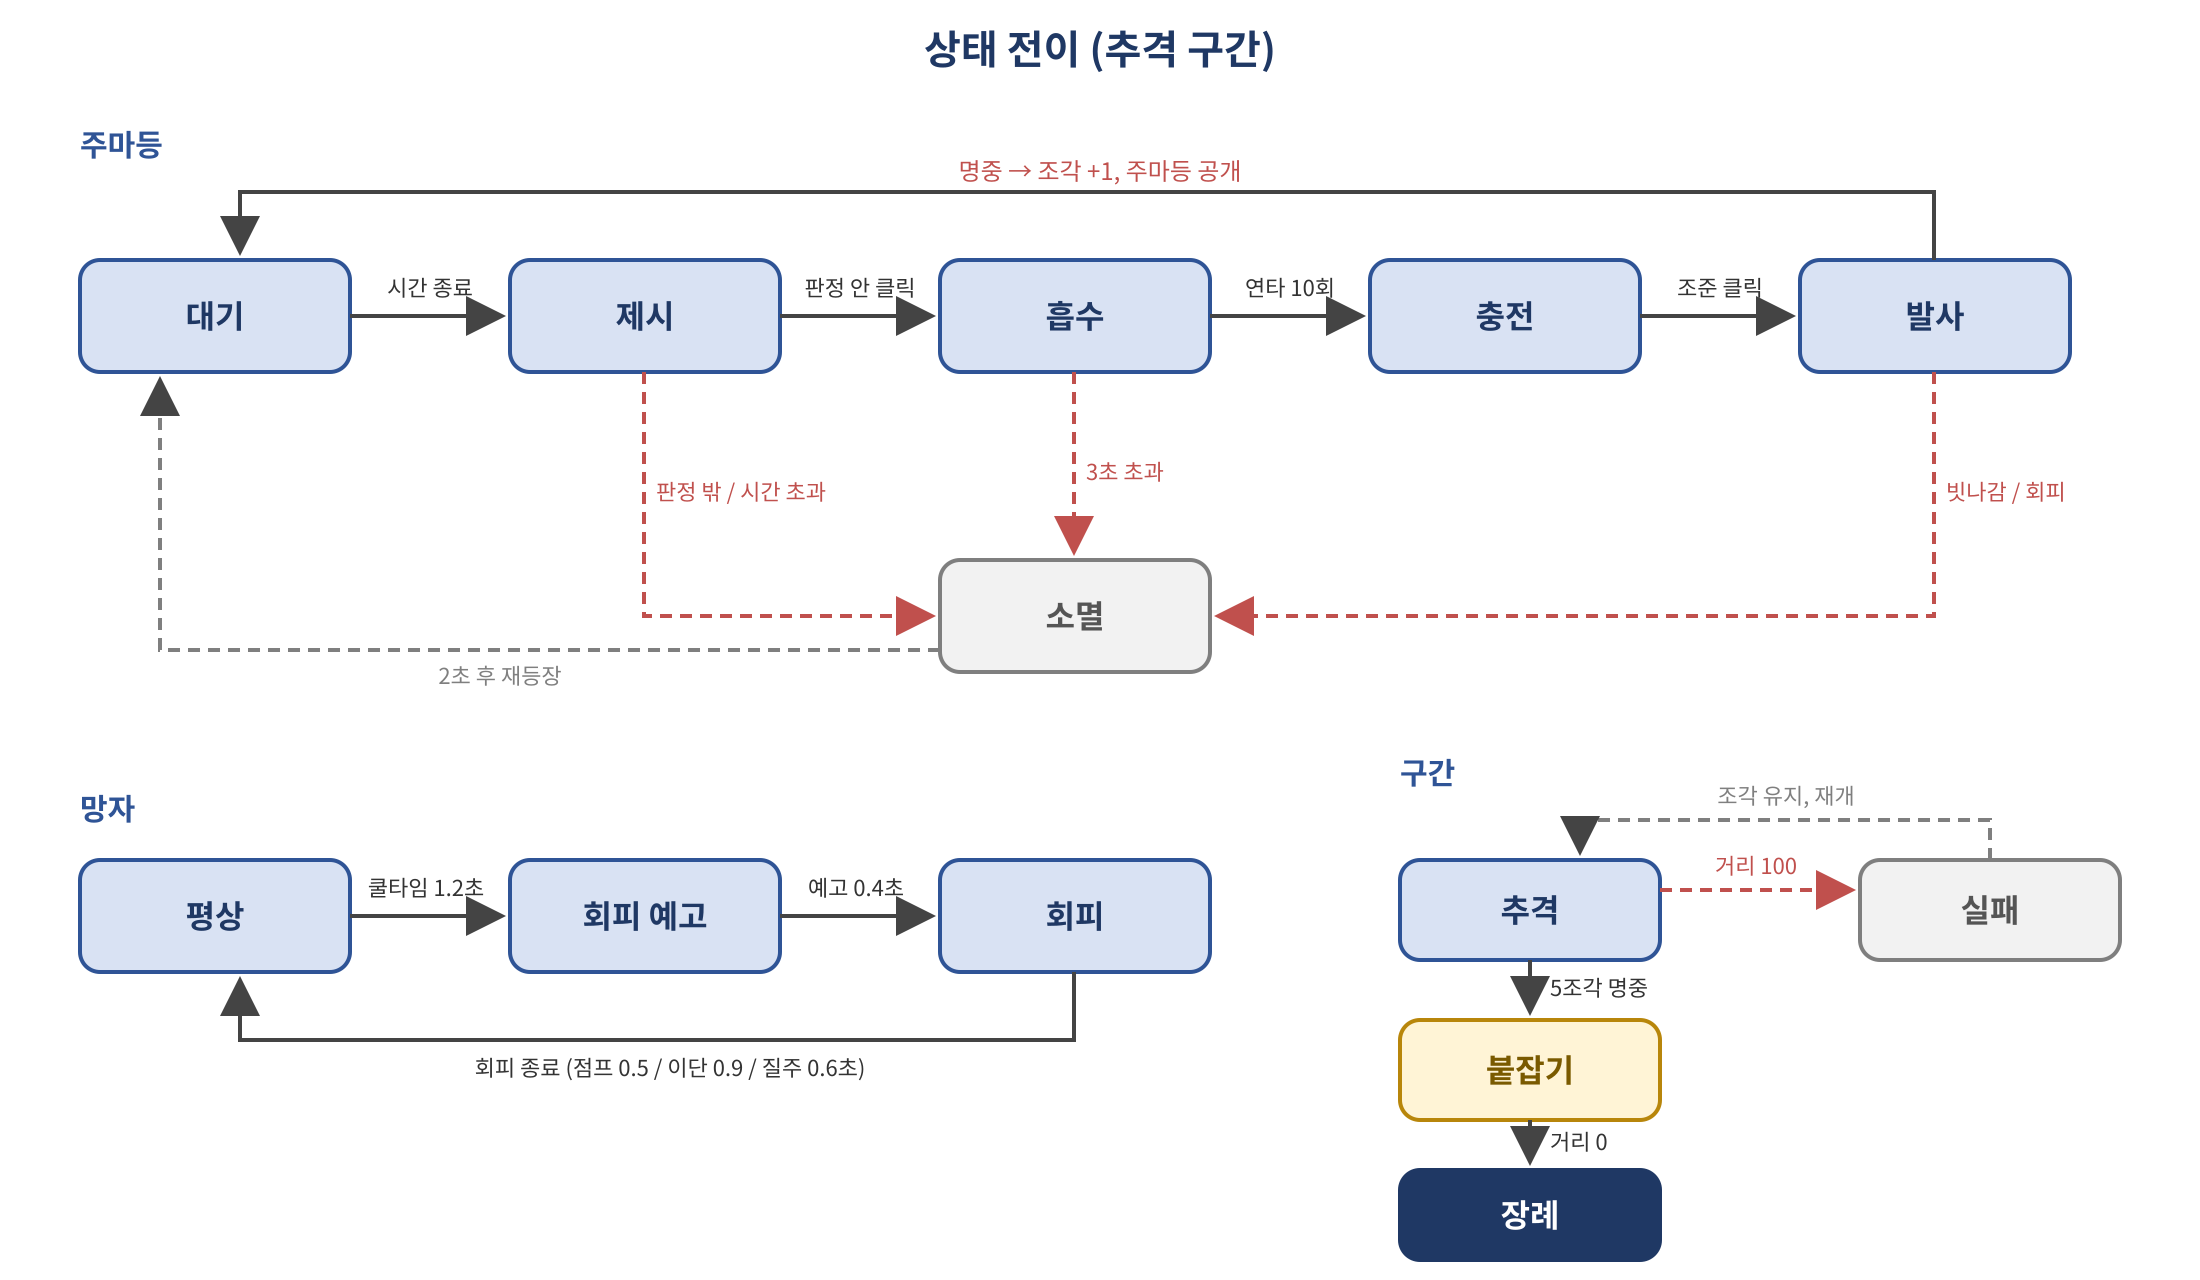 상태 전이 (추격 구간)
주마등
명중 → 조각 +1, 주마등 공개
대기
시간 종료
제시
판정 안 클릭
흡수
연타 10회
충전
조준 클릭
발사
판정 밖 / 시간 초과
3초 초과
빗나감 / 회피
소멸
2초 후 재등장
망자
평상
쿨타임 1.2초
회피 예고
예고 0.4초
회피
회피 종료 (점프 0.5 / 이단 0.9 / 질주 0.6초)
구간
조각 유지, 재개
추격
거리 100
실패
5조각 명중
붙잡기
거리 0
장례